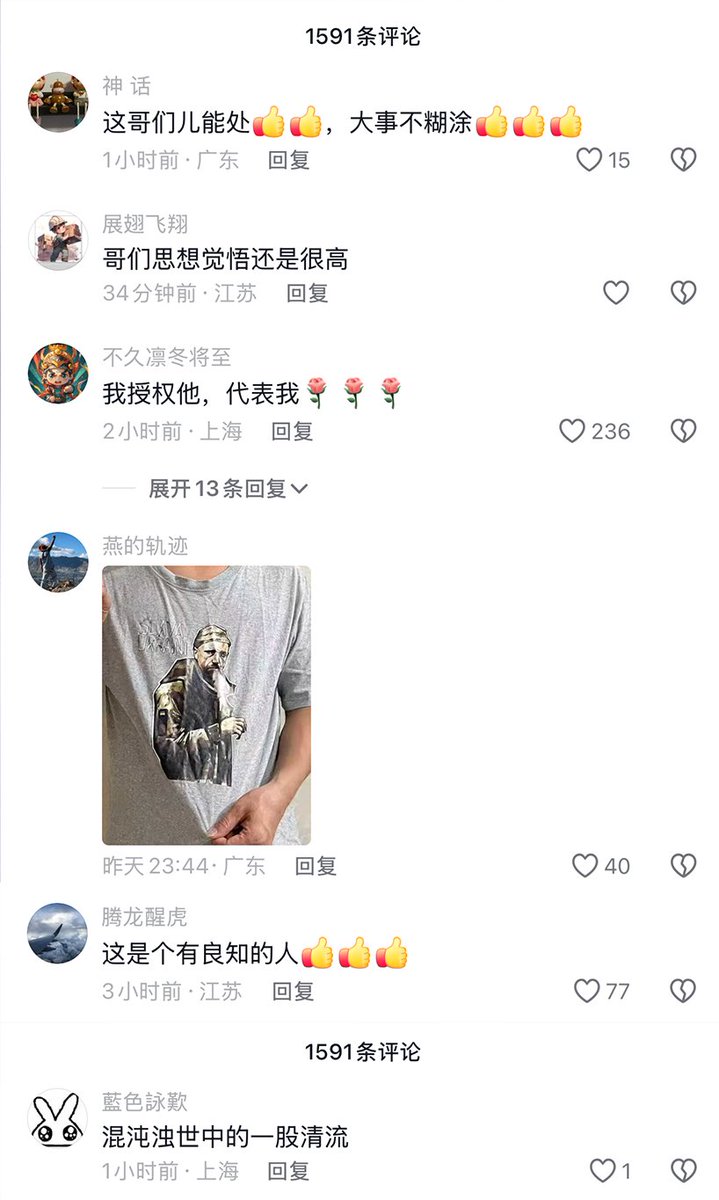 1591条评论
神 话
这哥们儿能处👍👍，大事不糊涂👍👍👍
1小时前·广东 回复 15
展翅飞翔
哥们思想觉悟还是很高
34分钟前·江苏 回复
不久凛冬将至
我授权他，代表我🌹🌹🌹
2小时前·上海 回复 236
展开13条回复
燕的轨迹
SLAVA
UKRAINI
昨天23:44·广东 回复 40
腾龙醒虎
这是个有良知的人👍👍👍
3小时前·江苏 回复 77
1591条评论
藍色詠歎
混沌浊世中的一股清流
1小时前·上海 回复 1